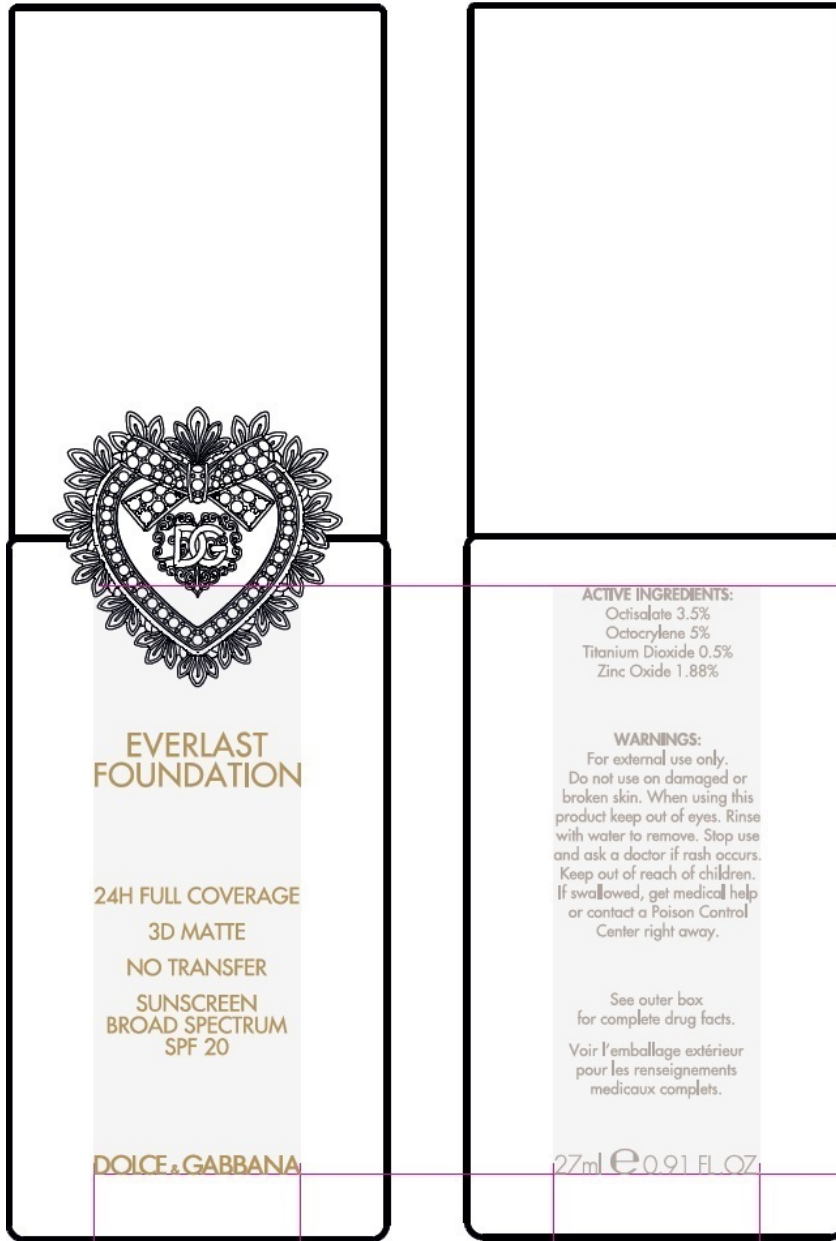 DG
EVERLAST
FOUNDATION
24H FULL COVERAGE
3D MATTE
NO TRANSFER
SUNSCREEN
BROAD SPECTRUM
SPF 20
DOLCE & GABBANA
ACTIVE INGREDIENTS:
Octisalate 3.5%
Octocrylene 5%
Titanium Dioxide 0.5%
Zinc Oxide 1.88%
WARNINGS:
For external use only.
Do not use on damaged or
broken skin. When using this
product keep out of eyes. Rinse
with water to remove. Stop use
and ask a doctor if rash occurs.
Keep out of reach of children.
If swallowed, get medical help
or contact a Poison Control
Center right away.
See outer box
for complete drug facts.
Voir l'emballage extérieur
pour les renseignements
medicaux complets.
27ml ℮ 0.91 FL.OZ.